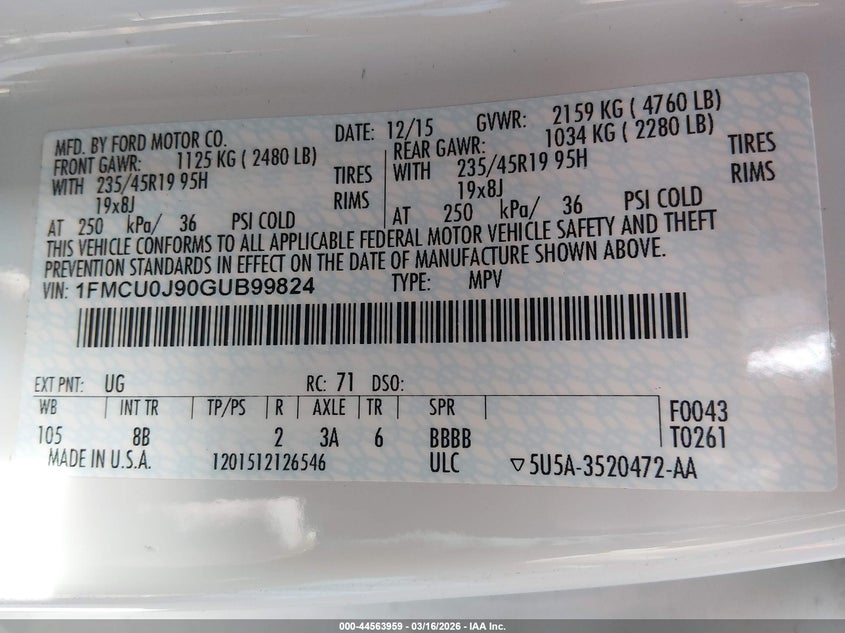 MFD. BY FORD MOTOR CO. DATE: 12/15 GVWR: 2159 KG ( 4760 LB)
FRONT GAWR: 1125 KG ( 2480 LB) REAR GAWR: 1034 KG ( 2280 LB)
WITH 235/45R19 95H TIRES WITH 235/45R19 95H TIRES
19x8J RIMS 19x8J RIMS
AT 250 kPa/ 36 PSI COLD AT 250 kPa/ 36 PSI COLD
THIS VEHICLE CONFORMS TO ALL APPLICABLE FEDERAL MOTOR VEHICLE SAFETY AND THEFT
PREVENTION STANDARDS IN EFFECT ON THE DATE OF MANUFACTURE SHOWN ABOVE.
VIN: 1FMCU0J90GUB99824 TYPE: MPV
EXT PNT: UG RC: 71 DSO:
WB INT TR TP/PS R AXLE TR SPR F0043
105 8B 2 3A 6 BBBB T0261
MADE IN U.S.A. 1201512126546 ULC ▽5U5A-3520472-AA
000-44563959 - 03/16/2026 - IAA Inc.